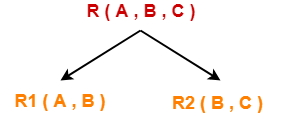 R ( A , B , C )
R1 ( A , B )
R2 ( B , C )